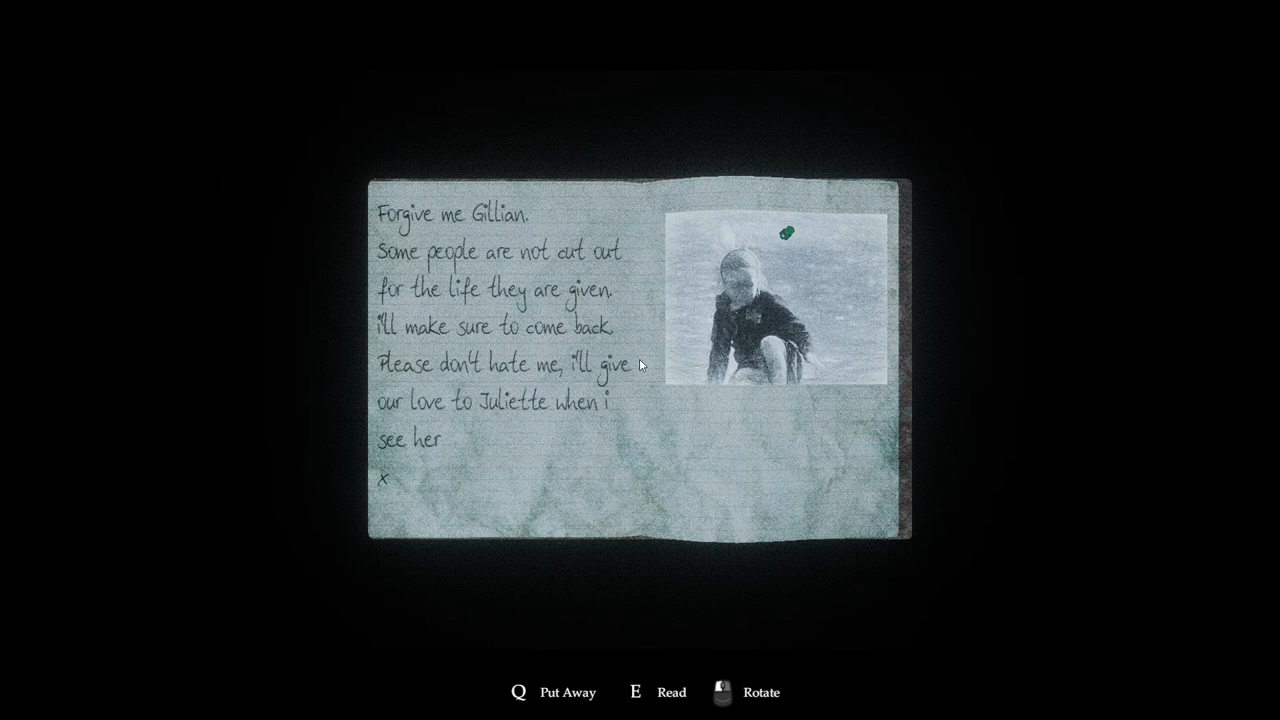 Forgive me Gillian.
Some people are not cut out
for the life they are given.
i'll make sure to come back.
Please don't hate me, i'll give
our love to Juliette when i
see her
x
Q Put Away E Read Rotate